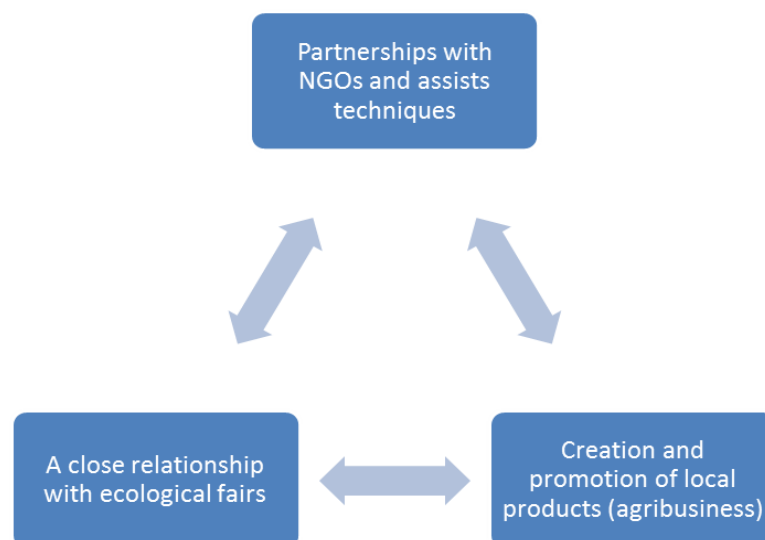 Partnerships with
NGOs and assists
techniques
A close relationship
with ecological fairs
Creation and
promotion of local
products (agribusiness)